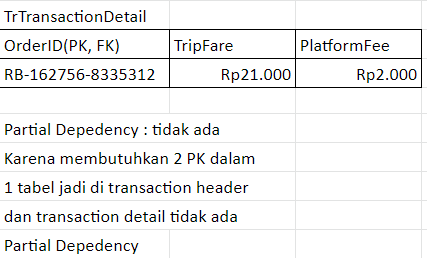 TrTransactionDetail
OrderID(PK, FK) TripFare PlatformFee
RB-162756-8335312 Rp21.000 Rp2.000
Partial Depedency : tidak ada
Karena membutuhkan 2 PK dalam
1 tabel jadi di transaction header
dan transaction detail tidak ada
Partial Depedency